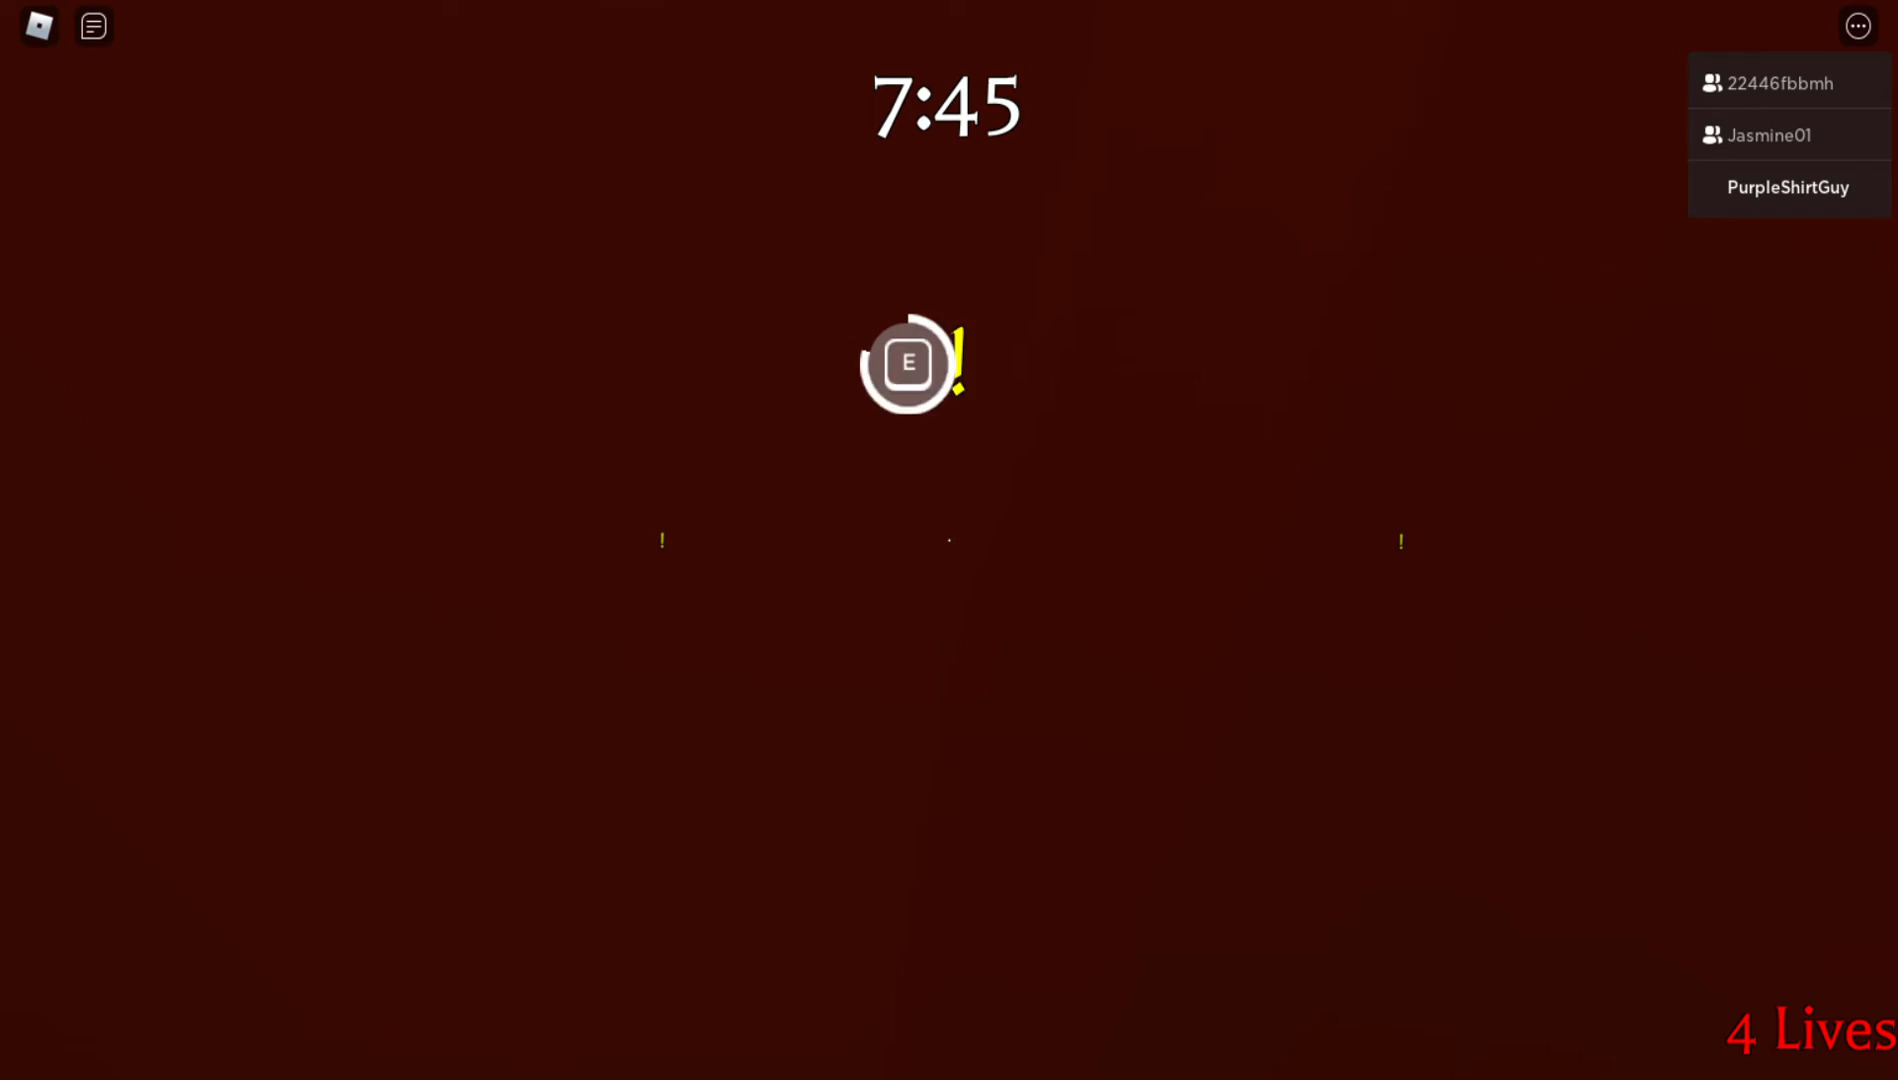 7:45
22446fbbmh
Jasmine01
PurpleShirtGuy
E !
! !
4 Lives